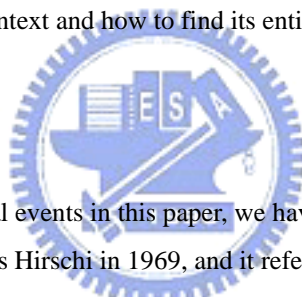 ntext and how to find its enti
E S
A
l events in this paper, we hav
s Hirschi in 1969, and it refe